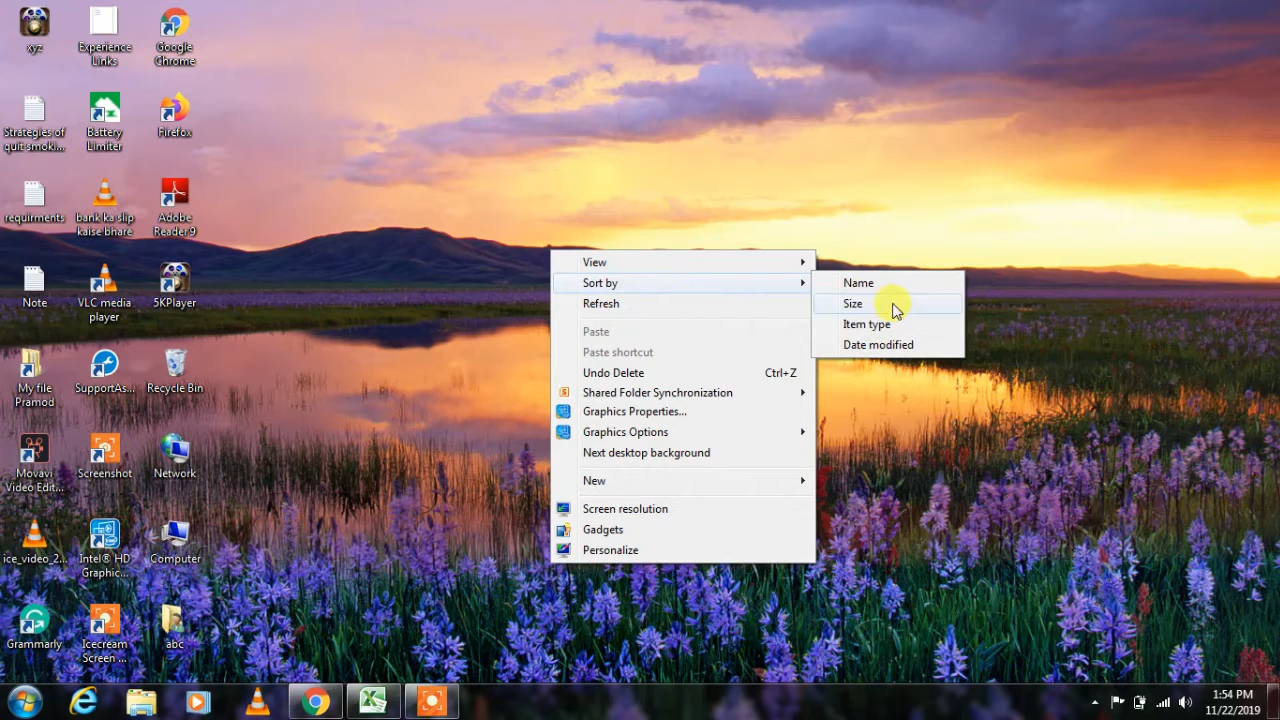 xyz
Experience
Links
Google
Chrome
Strategies of
quit smoki...
Battery
Limiter
Firefox
requirments
bank ka slip
kaise bhare
Adobe
Reader 9
Note
VLC media
player
5KPlayer
My file
Pramod
SupportAs...
Recycle Bin
Movavi
Video Edit...
Screenshot
Network
ice_video_2...
Intel® HD
Graphic...
Computer
Grammarly
Icecream
Screen ...
abc
View
Sort by
Refresh
Paste
Paste shortcut
Undo Delete Ctrl+Z
Shared Folder Synchronization
Graphics Properties...
Graphics Options
Next desktop background
New
Screen resolution
Gadgets
Personalize
Name
Size
Item type
Date modified
1:54 PM
11/22/2019